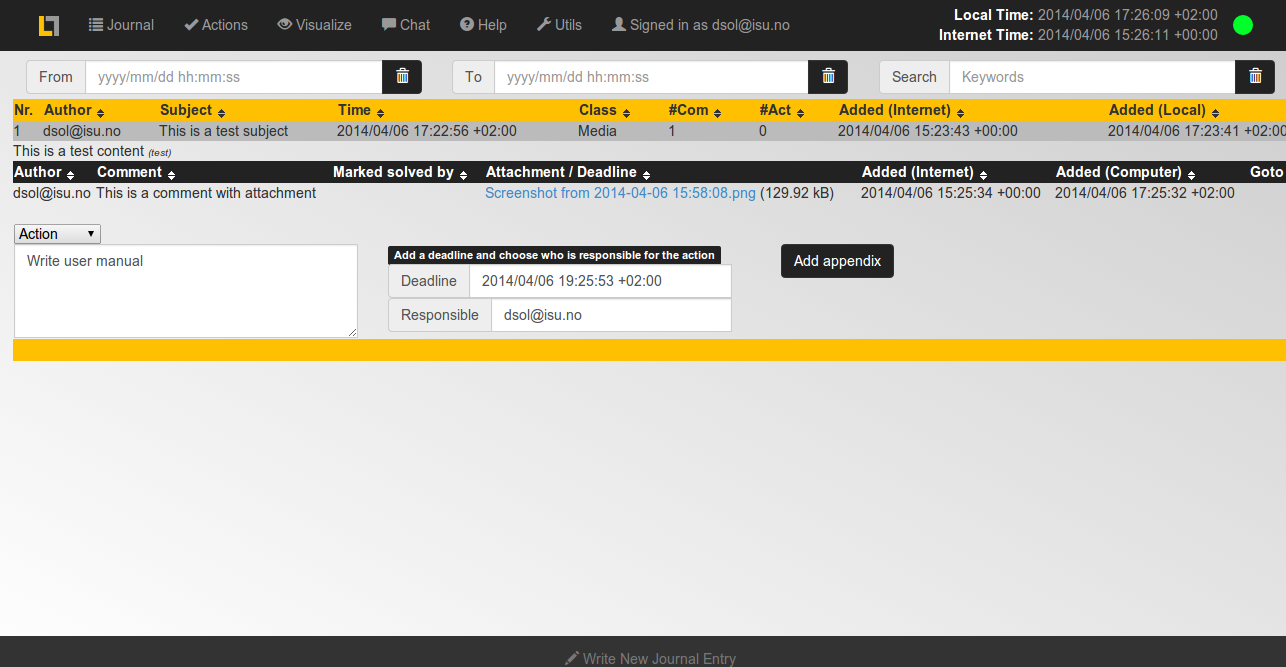 Journal Actions Visualize Chat Help Utils Signed in as dsol@isu.no
Local Time: 2014/04/06 17:26:09 +02:00
Internet Time: 2014/04/06 15:26:11 +00:00
From yyyy/mm/dd hh:mm:ss To yyyy/mm/dd hh:mm:ss Search Keywords
Nr. Author Subject Time Class #Com #Act Added (Internet) Added (Local)
1 dsol@isu.no This is a test subject 2014/04/06 17:22:56 +02:00 Media 1 0 2014/04/06 15:23:43 +00:00 2014/04/06 17:23:41 +02:00
This is a test content (test)
Author Comment Marked solved by Attachment / Deadline Added (Internet) Added (Computer) Goto
dsol@isu.no This is a comment with attachment Screenshot from 2014-04-06 15:58:08.png (129.92 kB) 2014/04/06 15:25:34 +00:00 2014/04/06 17:25:32 +02:00
Action
Write user manual
Add a deadline and choose who is responsible for the action
Deadline 2014/04/06 19:25:53 +02:00
Responsible dsol@isu.no
Add appendix
Write New Journal Entry